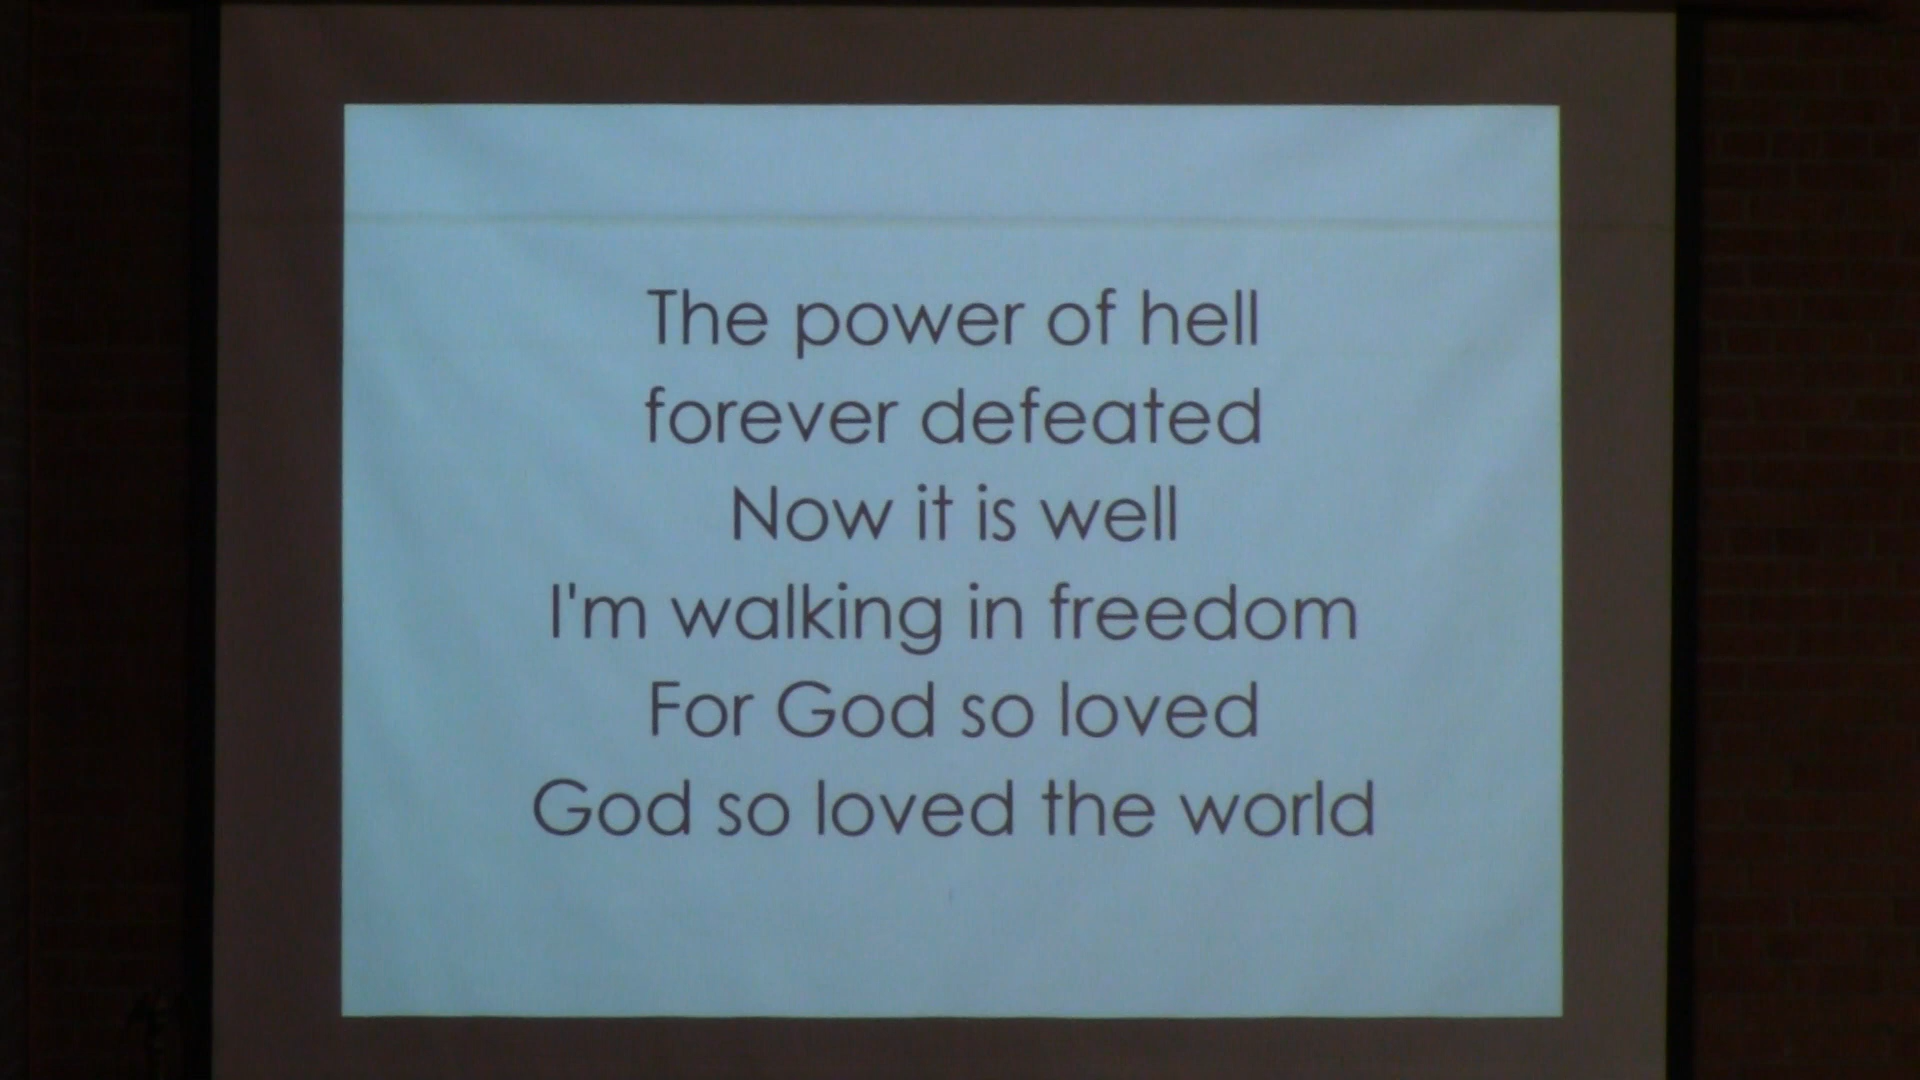 The power of hell
forever defeated
Now it is well
I'm walking in freedom
For God so loved
God so loved the world